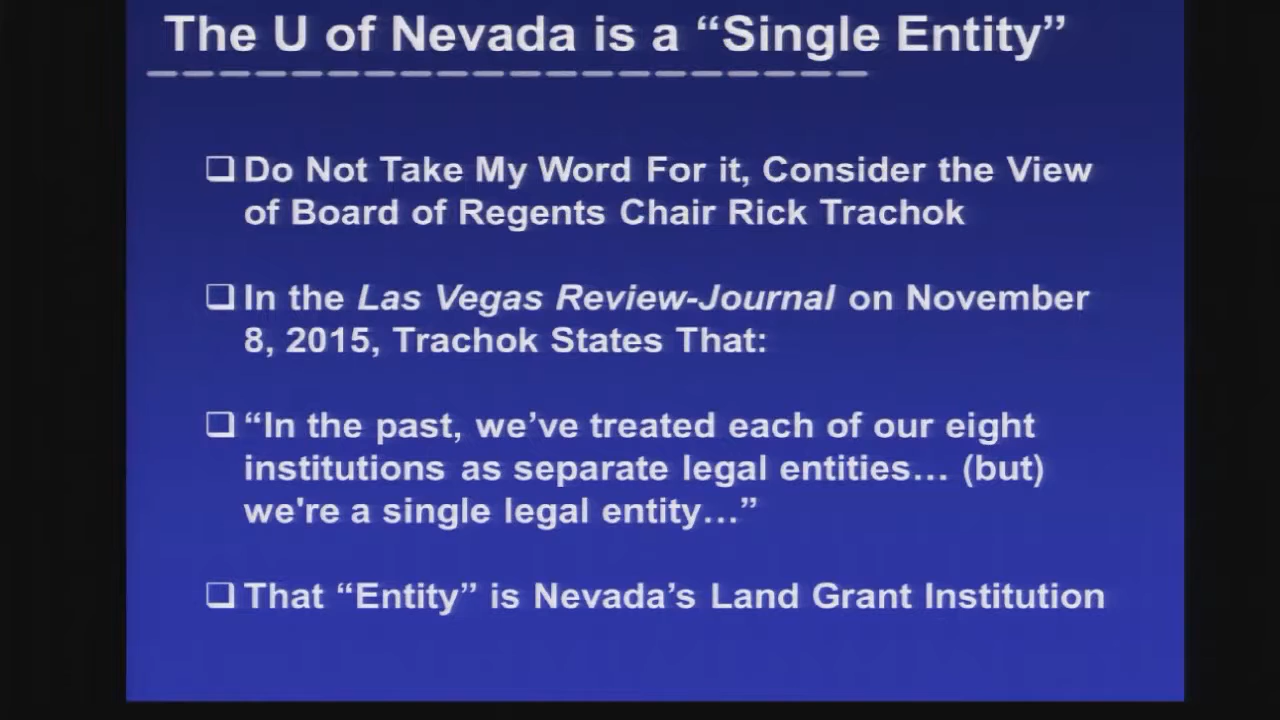 The U of Nevada is a “Single Entity”
❑ Do Not Take My Word For it, Consider the View
of Board of Regents Chair Rick Trachok
❑ In the Las Vegas Review-Journal on November
8, 2015, Trachok States That:
❑ “In the past, we’ve treated each of our eight
institutions as separate legal entities… (but)
we're a single legal entity…”
❑ That “Entity” is Nevada’s Land Grant Institution